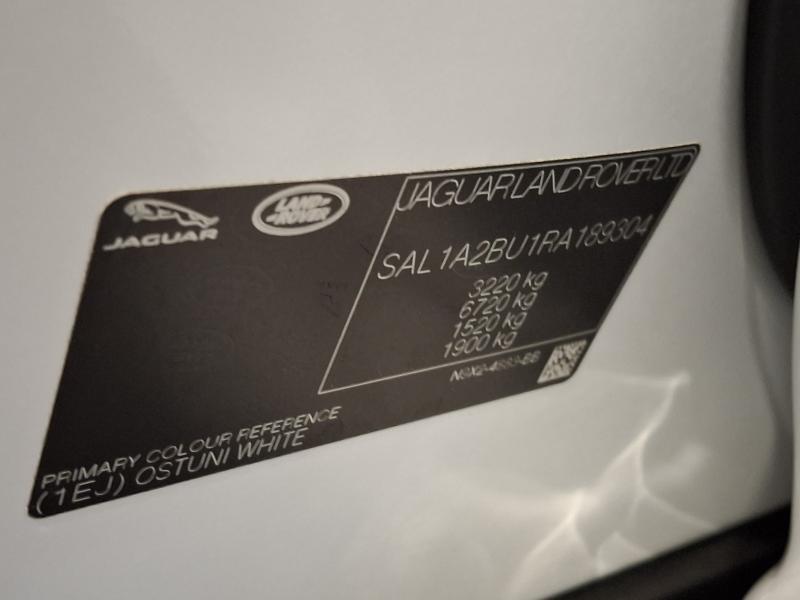 JAGUAR
LAND-
-ROVER
JAGUAR LAND ROVER LTD
SAL1A2BU1RA189304
3220 kg
6720 kg
1520 kg
1900 kg
PRIMARY COLOUR REFERENCE
(1EJ) OSTUNI WHITE